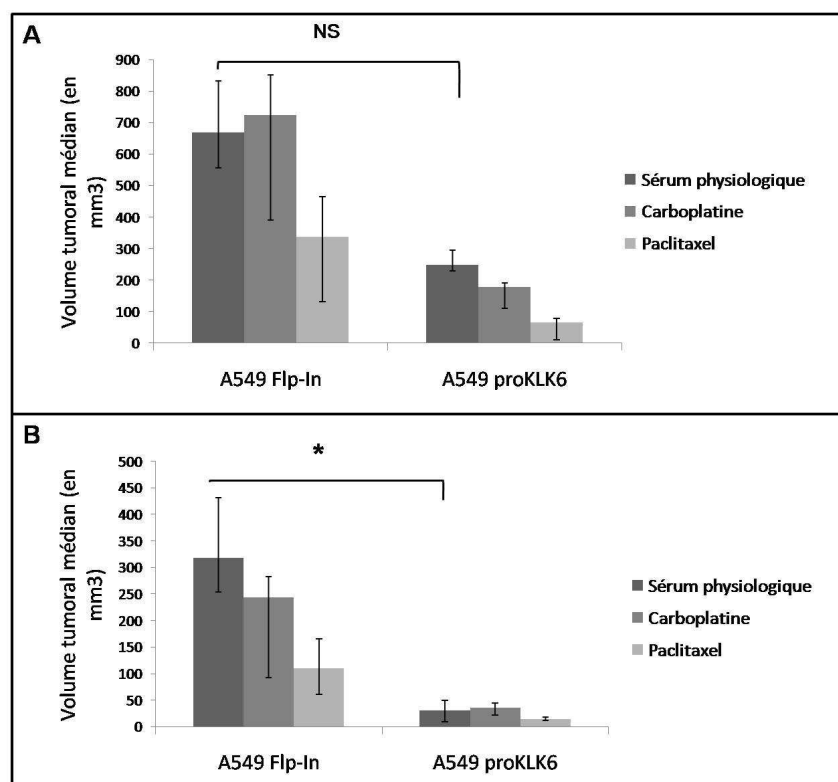 A
NS
Volume tumoral médian (en
mm3)
900
800
700
600
500
400
300
200
100
0
A549 Flp-In
A549 proKLK6
Sérum physiologique
Carboplatine
Paclitaxel
B
*
Volume tumoral médian (en
mm3)
500
450
400
350
300
250
200
150
100
50
0
A549 Flp-In
A549 proKLK6
Sérum physiologique
Carboplatine
Paclitaxel